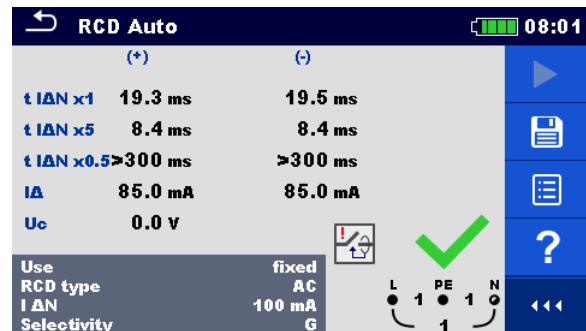 RCD Auto 08:01
(+) (-)
t IΔN x1 19.3 ms 19.5 ms
t IΔN x5 8.4 ms 8.4 ms
t IΔN x0.5 >300 ms >300 ms
IΔ 85.0 mA 85.0 mA
Uc 0.0 V
!
?
Use fixed
RCD type AC
I ΔN 100 mA
Selectivity G
L PE N
1 1
1